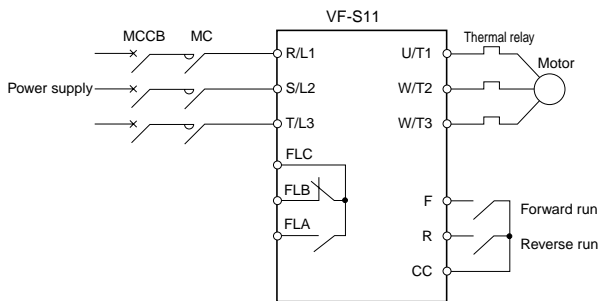 VF-S11
MCCB MC
Thermal relay
Motor
Power supply
R/L1
S/L2
T/L3
U/T1
W/T2
W/T3
FLC
FLB
FLA
F
R
CC
Forward run
Reverse run